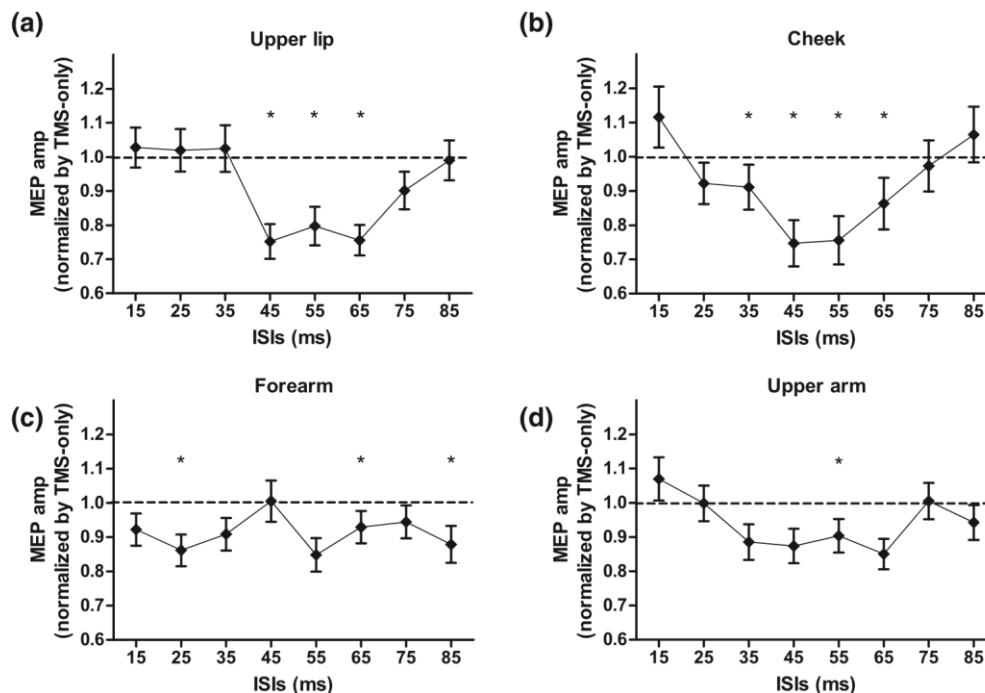 (a)
Upper lip
MEP amp
(normalized by TMS-only)
1.2
1.1
1.0
0.9
0.8
0.7
0.6
* * *
15 25 35 45 55 65 75 85
ISIs (ms)
(b)
Cheek
MEP amp
(normalized by TMS-only)
1.2
1.1
1.0
0.9
0.8
0.7
0.6
* * * *
15 25 35 45 55 65 75 85
ISIs (ms)
(c)
Forearm
MEP amp
(normalized by TMS-only)
1.2
1.1
1.0
0.9
0.8
0.7
0.6
* * *
15 25 35 45 55 65 75 85
ISIs (ms)
(d)
Upper arm
MEP amp
(normalized by TMS-only)
1.2
1.1
1.0
0.9
0.8
0.7
0.6
*
15 25 35 45 55 65 75 85
ISIs (ms)